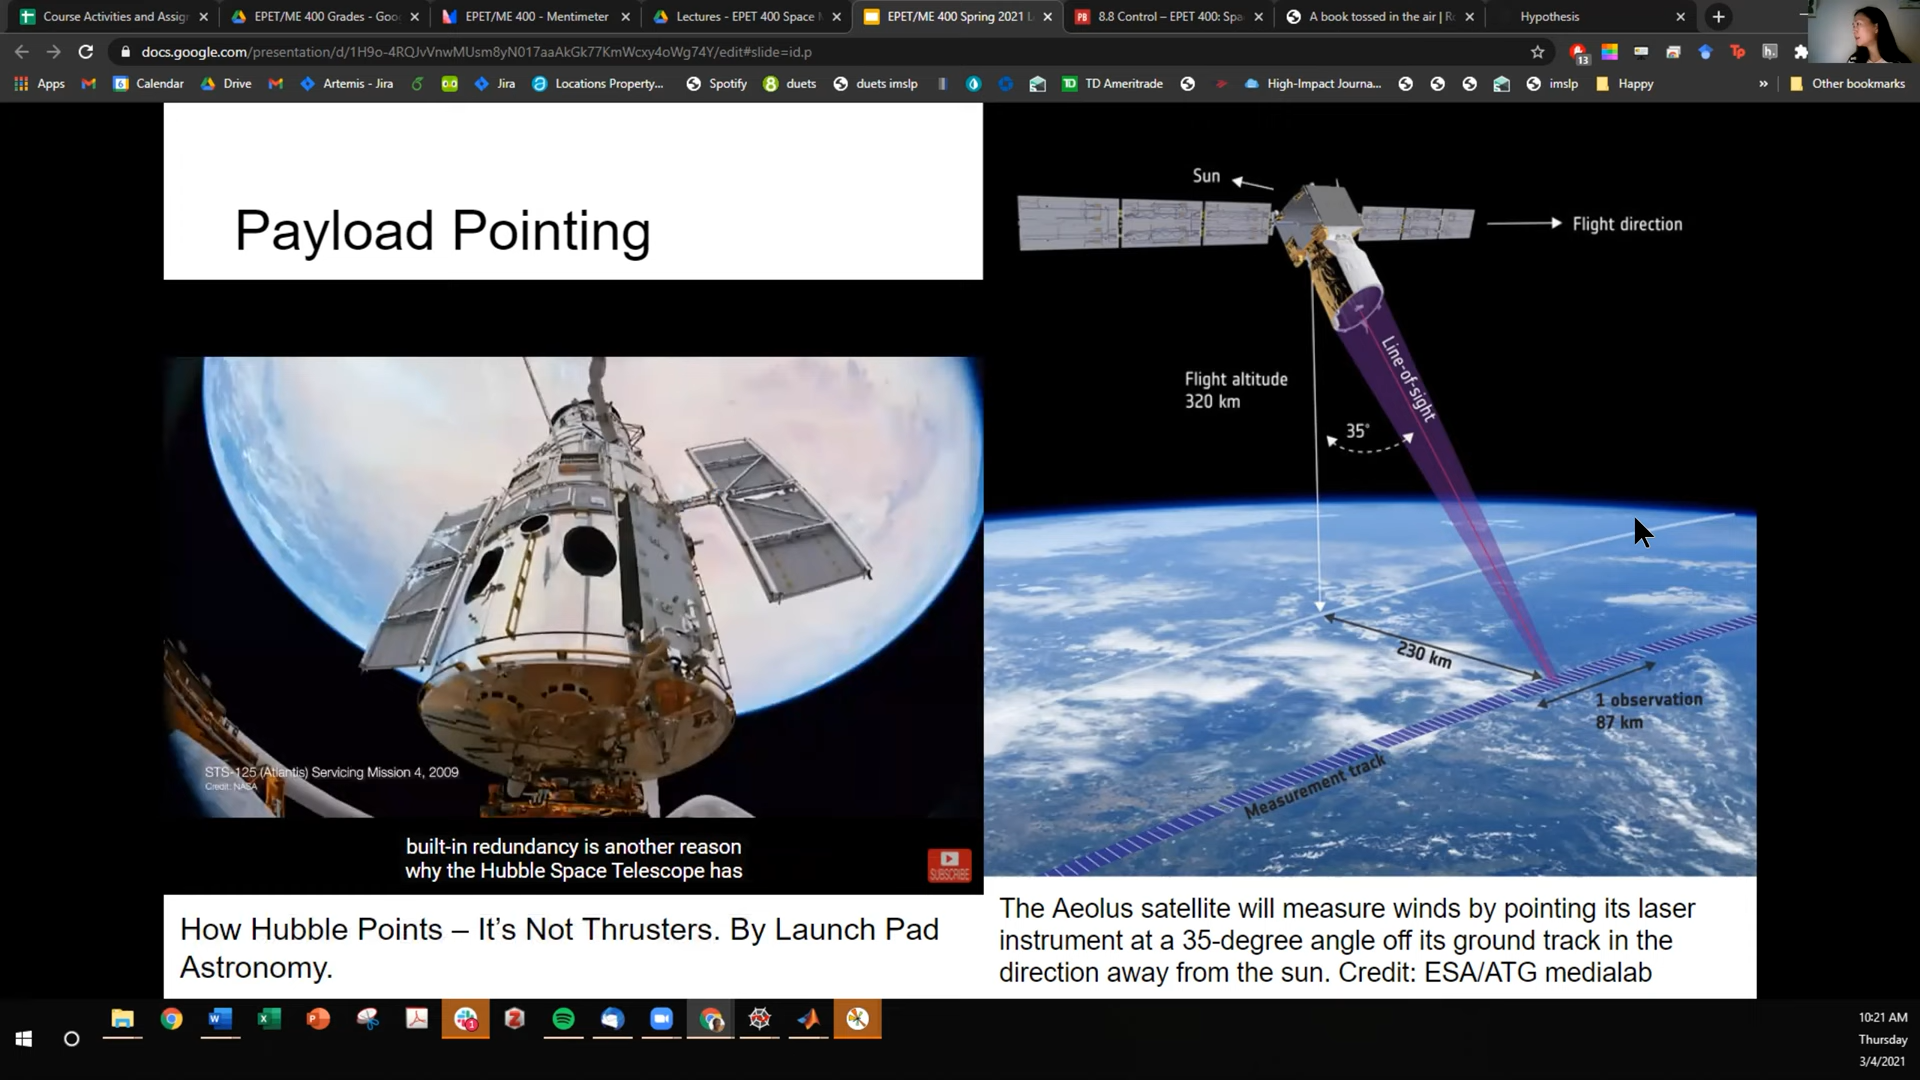 Course Activities and Assign
EPET/ME 400 Grades - Goo
EPET/ME 400 - Mentimeter
Lectures - EPET 400 Space M
EPET/ME 400 Spring 2021 L
8.8 Control – EPET 400: Spa
A book tossed in the air | R
Hypothesis
docs.google.com/presentation/d/1H9o-4RQJvVnwMUsm8yN017aaAkGk77KmWcxy4oWg74Y/edit#slide=id.p
13
Apps
Calendar
Drive
Artemis - Jira
Jira
Locations Property...
Spotify
duets
duets imslp
TD Ameritrade
High-Impact Journa...
imslp
Happy
»
Other bookmarks
Payload Pointing
Sun
Flight direction
Line-of-sight
Flight altitude
320 km
35°
230 km
1 observation
87 km
Measurement track
STS-125 (Atlantis) Servicing Mission 4, 2009
Credit: NASA
built-in redundancy is another reason
why the Hubble Space Telescope has
SUBSCRIBE
How Hubble Points – It’s Not Thrusters. By Launch Pad
Astronomy.
The Aeolus satellite will measure winds by pointing its laser
instrument at a 35-degree angle off its ground track in the
direction away from the sun. Credit: ESA/ATG medialab
10:21 AM
Thursday
3/4/2021